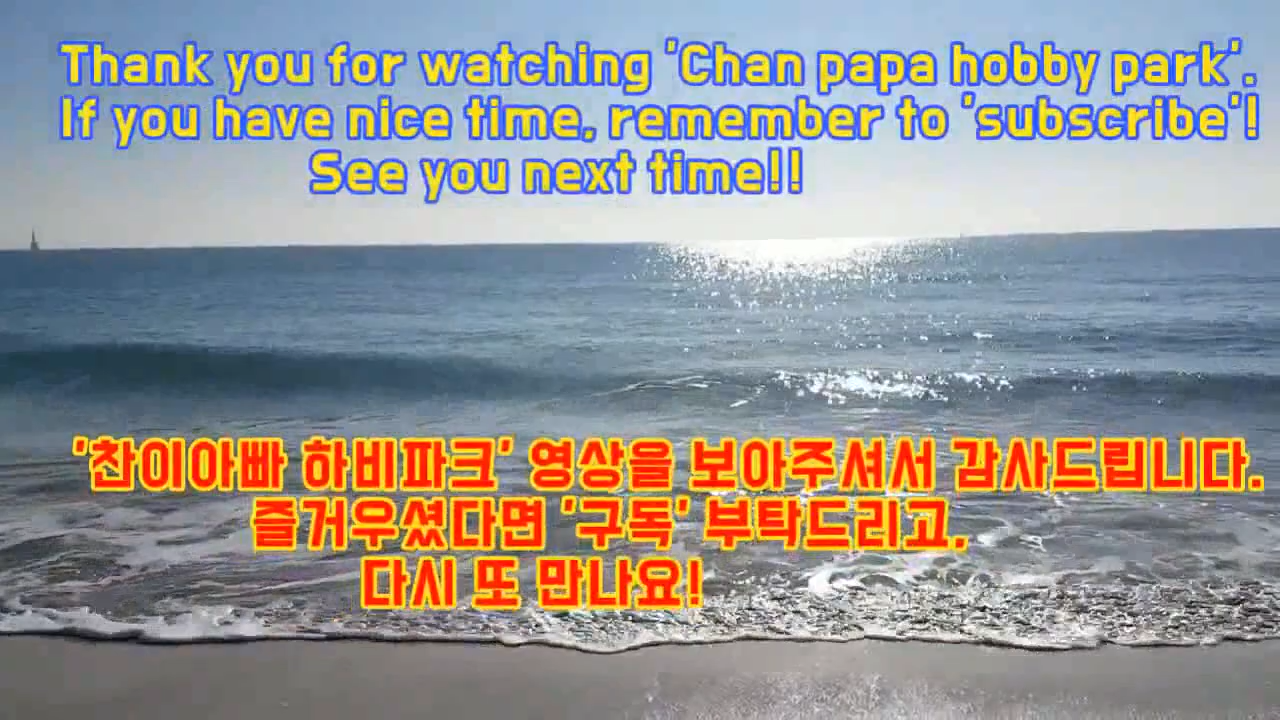 Thank you for watching 'Chan papa hobby park'.
If you have nice time, remember to 'subscribe'!
See you next time!!
'찬이아빠 하비파크' 영상을 보아주셔서 감사드립니다.
즐거우셨다면 '구독' 부탁드리고,
다시 또 만나요!